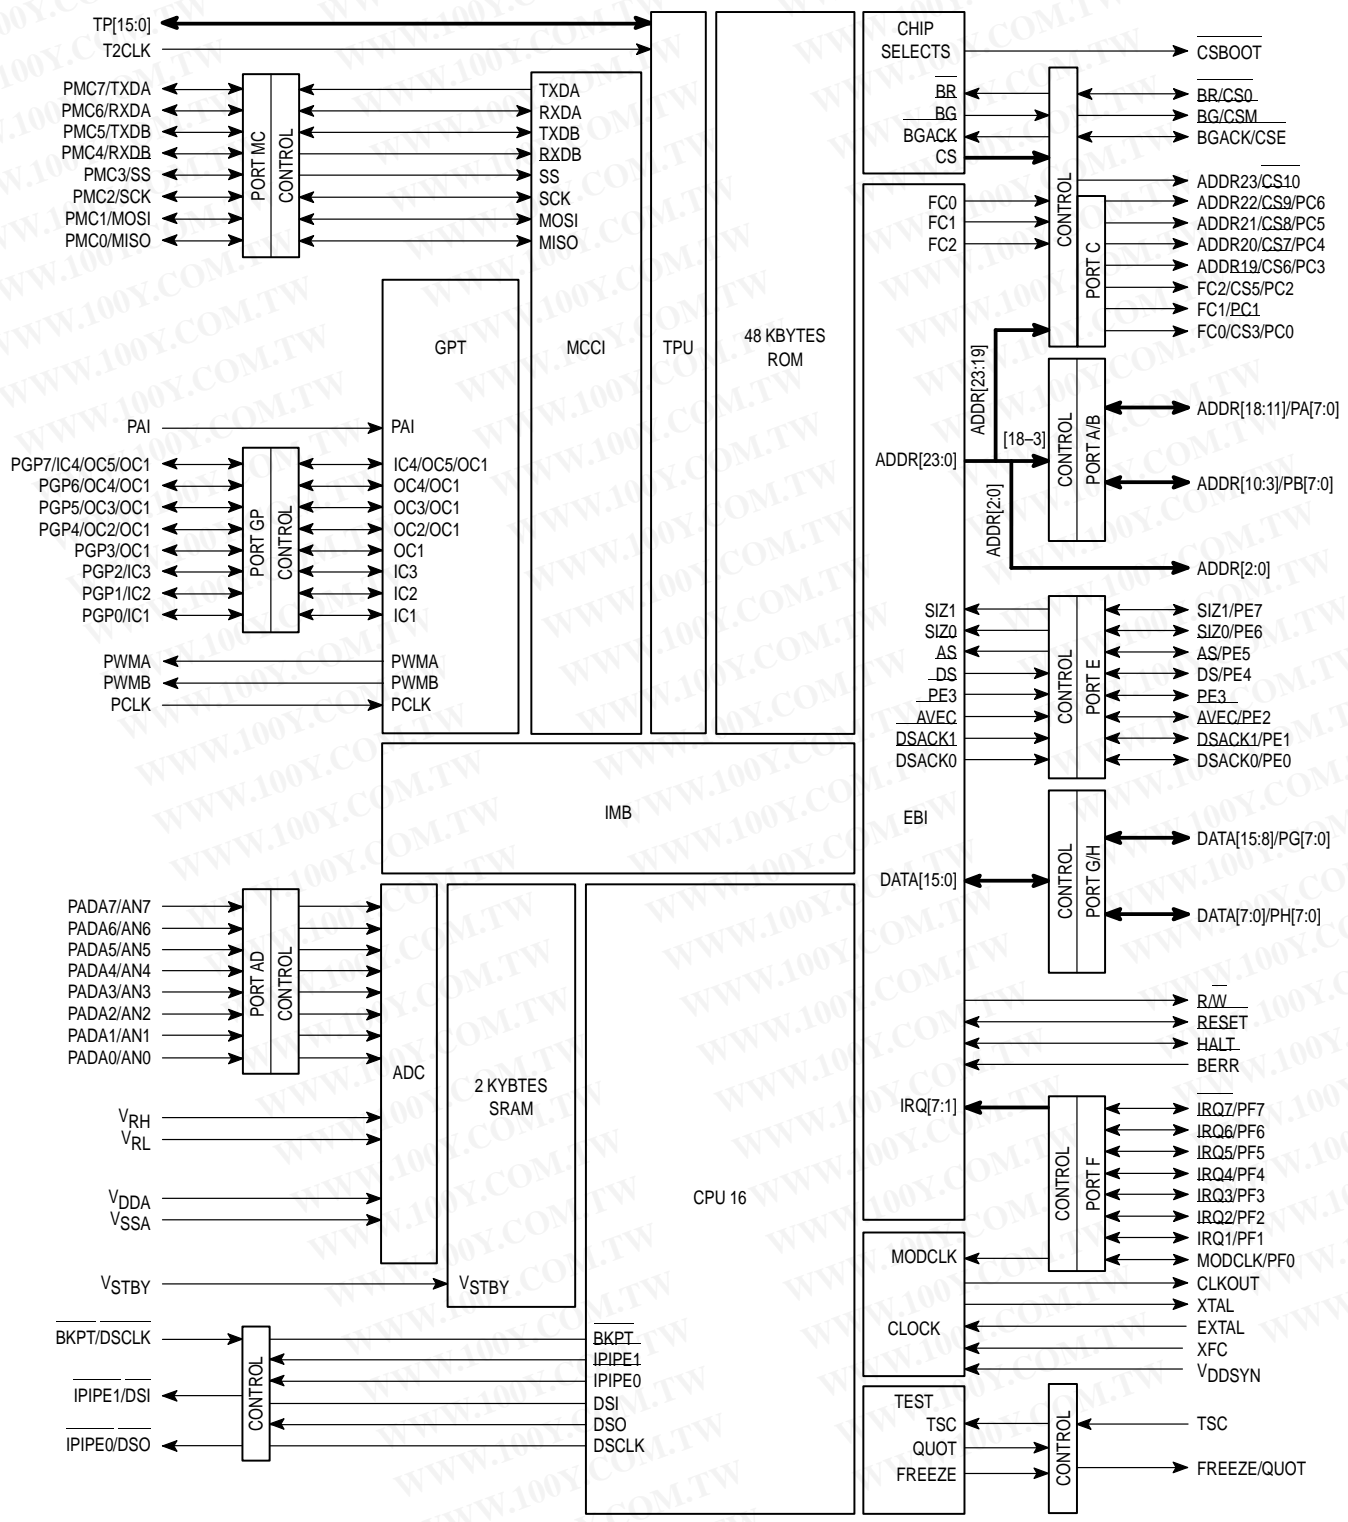 TP[15:0]
T2CLK
PMC7/TXDA
PMC6/RXDA
PMC5/TXDB
PMC4/RXDB
PMC3/SS
PMC2/SCK
PMC1/MOSI
PMC0/MISO
PORT MC
CONTROL
TXDA
RXDA
TXDB
RXDB
SS
SCK
MOSI
MISO
GPT
MCCI
TPU
48 KBYTES
ROM
PAI
PAI
PGP7/IC4/OC5/OC1
PGP6/OC4/OC1
PGP5/OC3/OC1
PGP4/OC2/OC1
PGP3/OC1
PGP2/IC3
PGP1/IC2
PGP0/IC1
PORT GP
CONTROL
IC4/OC5/OC1
OC4/OC1
OC3/OC1
OC2/OC1
OC1
IC3
IC2
IC1
PWMA
PWMB
PCLK
PWMA
PWMB
PCLK
IMB
PADA7/AN7
PADA6/AN6
PADA5/AN5
PADA4/AN4
PADA3/AN3
PADA2/AN2
PADA1/AN1
PADA0/AN0
PORT AD
CONTROL
ADC
2 KYBTES
SRAM
CPU 16
VRH
VRL
VDDA
VSSA
VSTBY
VSTBY
BKPT/DSCLK
IPIPE1/DSI
IPIPE0/DSO
CONTROL
BKPT
IPIPE1
IPIPE0
DSI
DSO
DSCLK
CHIP
SELECTS
BR
BG
BGACK
CS
FC0
FC1
FC2
CONTROL
PORT C
CSBOOT
BR/CS0
BG/CSM
BGACK/CSE
ADDR23/CS10
ADDR22/CS9/PC6
ADDR21/CS8/PC5
ADDR20/CS7/PC4
ADDR19/CS6/PC3
FC2/CS5/PC2
FC1/PC1
FC0/CS3/PC0
ADDR[23:0]
ADDR[23:19]
[18–3]
ADDR[2:0]
CONTROL
PORT A/B
ADDR[18:11]/PA[7:0]
ADDR[10:3]/PB[7:0]
ADDR[2:0]
SIZ1
SIZ0
AS
DS
PE3
AVEC
DSACK1
DSACK0
CONTROL
PORT E
SIZ1/PE7
SIZ0/PE6
AS/PE5
DS/PE4
PE3
AVEC/PE2
DSACK1/PE1
DSACK0/PE0
EBI
DATA[15:0]
CONTROL
PORT G/H
DATA[15:8]/PG[7:0]
DATA[7:0]/PH[7:0]
R/W
RESET
HALT
BERR
IRQ[7:1]
CONTROL
PORT F
IRQ7/PF7
IRQ6/PF6
IRQ5/PF5
IRQ4/PF4
IRQ3/PF3
IRQ2/PF2
IRQ1/PF1
MODCLK/PF0
MODCLK
CLOCK
CLKOUT
XTAL
EXTAL
XFC
VDDSYN
TEST
TSC
QUOT
FREEZE
CONTROL
TSC
FREEZE/QUOT
WWW.100Y.COM.TW